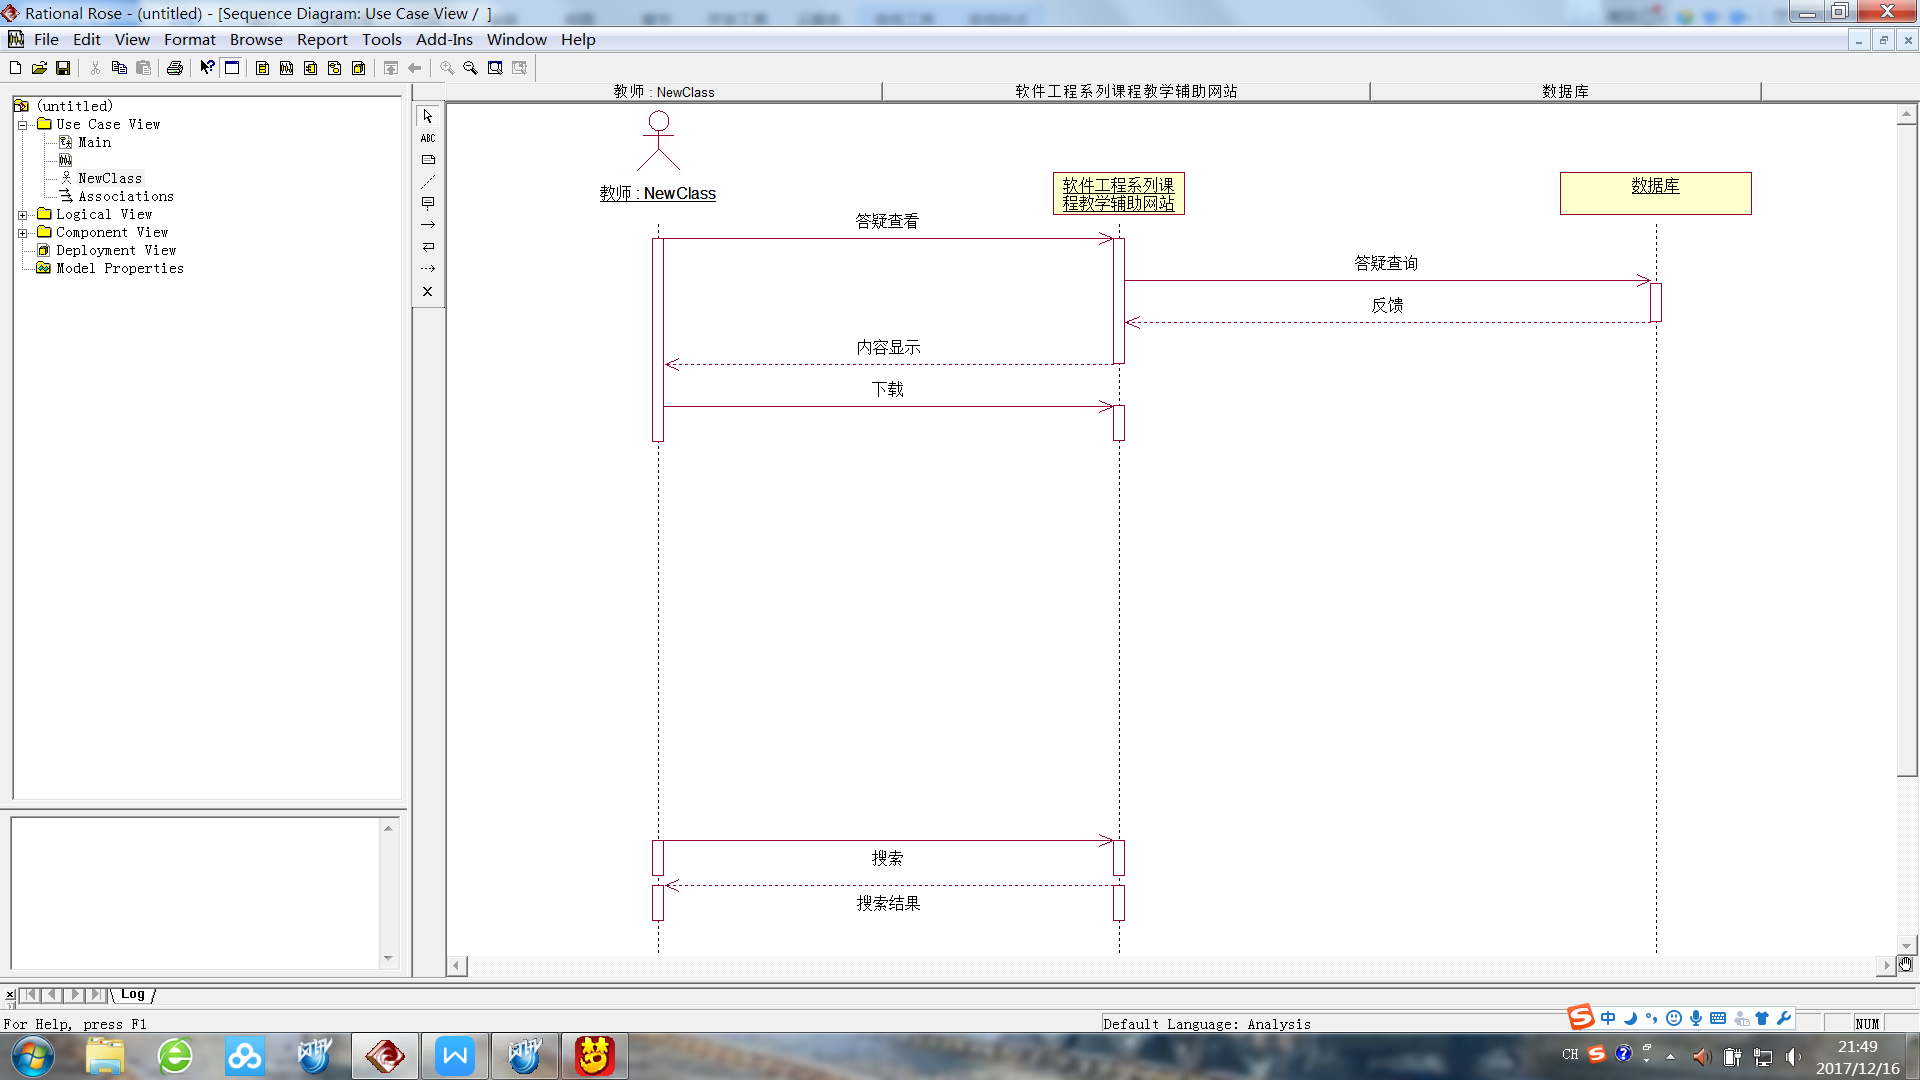 Rational Rose - (untitled) - [Sequence Diagram: Use Case View /  ]
File Edit View Format Browse Report Tools Add-Ins Window Help
教师 : NewClass
软件工程系列课程教学辅助网站
数据库
(untitled)
Use Case View
Main
NewClass
Associations
Logical View
Component View
Deployment View
Model Properties
ABC
教师 : NewClass
软件工程系列课
程教学辅助网站
数据库
答疑查看
答疑查询
反馈
内容显示
下载
搜索
搜索结果
Log
For Help, press F1
Default Language: Analysis
中
NUM
CH
21:49
2017/12/16